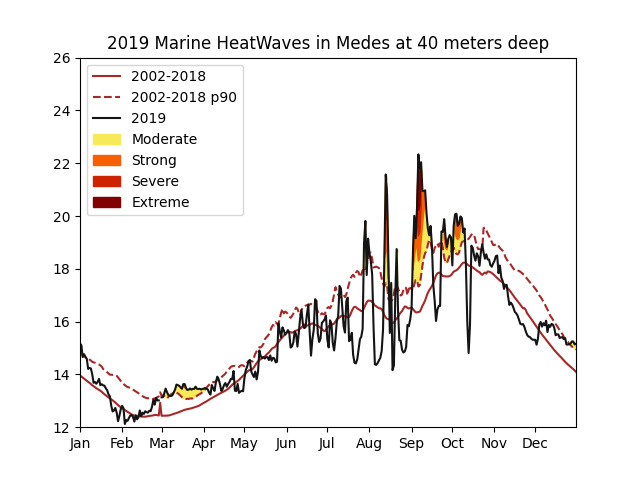 2019 Marine HeatWaves in Medes at 40 meters deep
26
24
22
20
18
16
14
12
2002-2018
2002-2018 p90
2019
Moderate
Strong
Severe
Extreme
Jan Feb Mar Apr May Jun Jul Aug Sep Oct Nov Dec